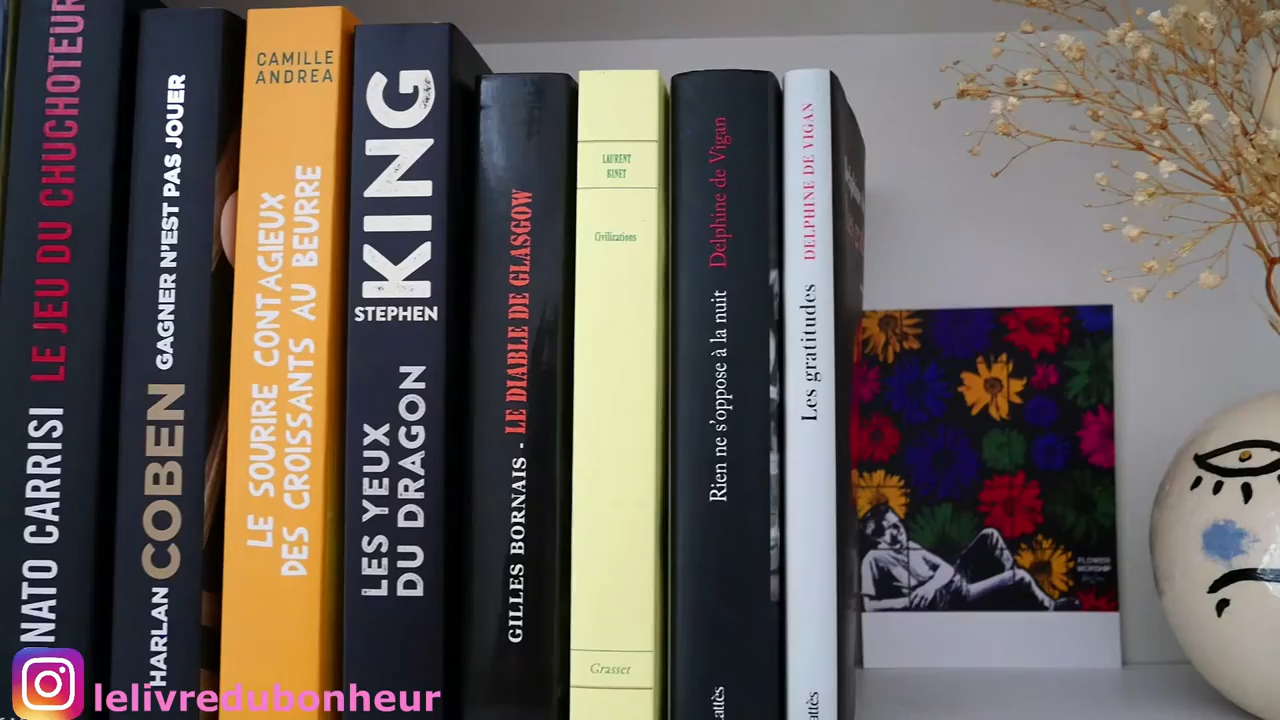 NATO CARRISI LE JEU DU CHUCHOTEUR
HARLAN COBEN GAGNER N'EST PAS JOUER
CAMILLE
ANDREA
LE SOURIRE CONTAGIEUX
DES CROISSANTS AU BEURRE
STEPHEN KING
LES YEUX
DU DRAGON
GILLES BORNAIS - LE DIABLE DE GLASGOW
LAURENT
BINET
Civilizations
Grasset
Rien ne s'oppose à la nuit Delphine de Vigan
Les gratitudes DELPHINE DE VIGAN
FLOWER
WORSHIP
lelivredubonheur